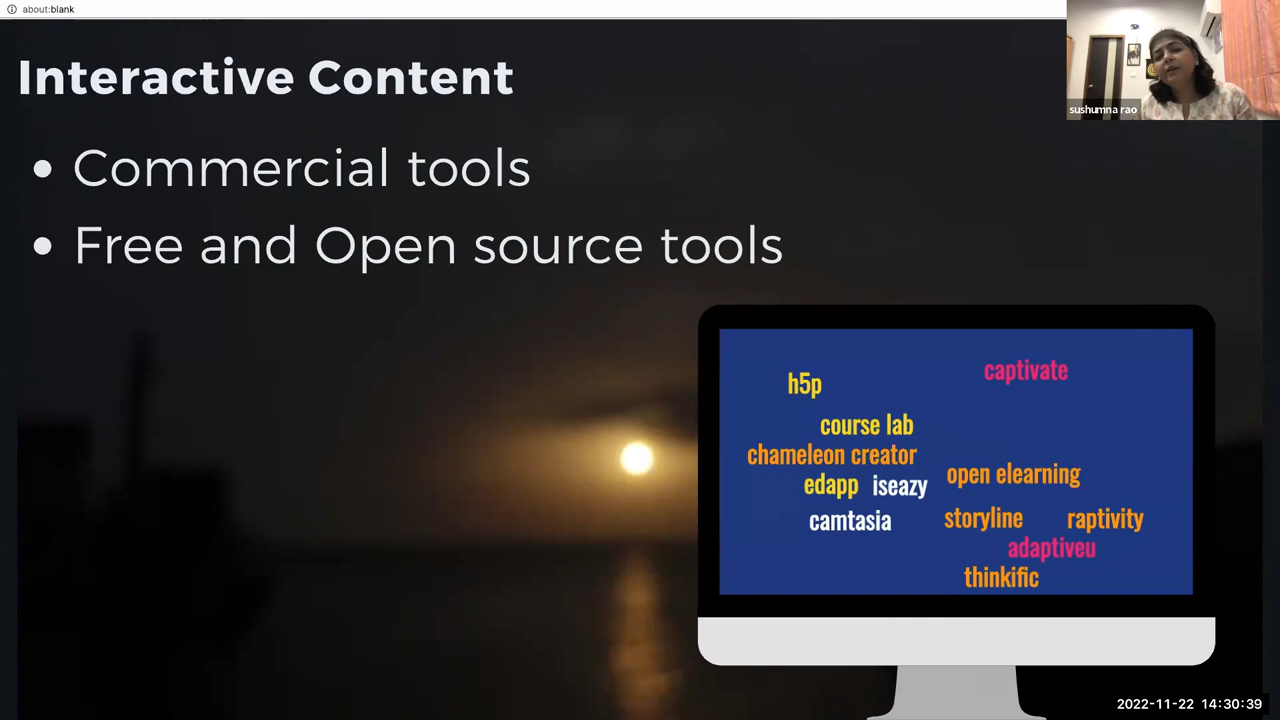 about:blank
sushumna rao
Interactive Content
• Commercial tools
• Free and Open source tools
h5p
captivate
course lab
chameleon creator
open elearning
edapp
iseazy
camtasia
storyline
raptivity
adaptiveu
thinkific
2022-11-22 14:30:39